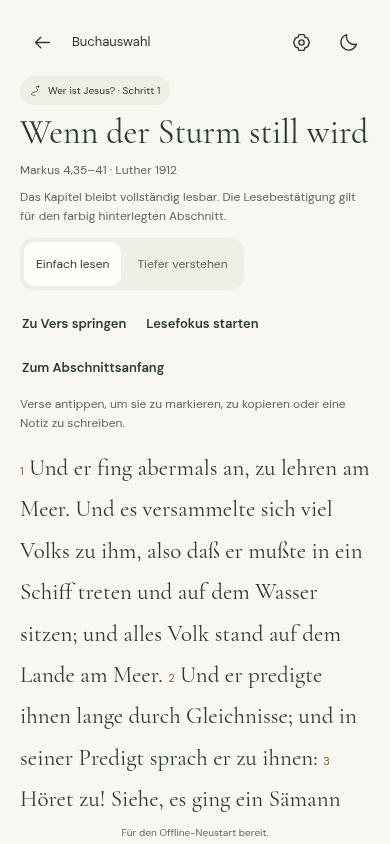 Buchauswahl
Wer ist Jesus? · Schritt 1
Wenn der Sturm still wird
Markus 4,35–41 · Luther 1912
Das Kapitel bleibt vollständig lesbar. Die Lesebestätigung gilt
für den farbig hinterlegten Abschnitt.
Einfach lesen Tiefer verstehen
Zu Vers springen Lesefokus starten
Zum Abschnittsanfang
Verse antippen, um sie zu markieren, zu kopieren oder eine
Notiz zu schreiben.
1 Und er fing abermals an, zu lehren am
Meer. Und es versammelte sich viel
Volks zu ihm, also daß er mußte in ein
Schiff treten und auf dem Wasser
sitzen; und alles Volk stand auf dem
Lande am Meer. 2 Und er predigte
ihnen lange durch Gleichnisse; und in
seiner Predigt sprach er zu ihnen: 3
Höret zu! Siehe, es ging ein Sämann
Für den Offline-Neustart bereit.